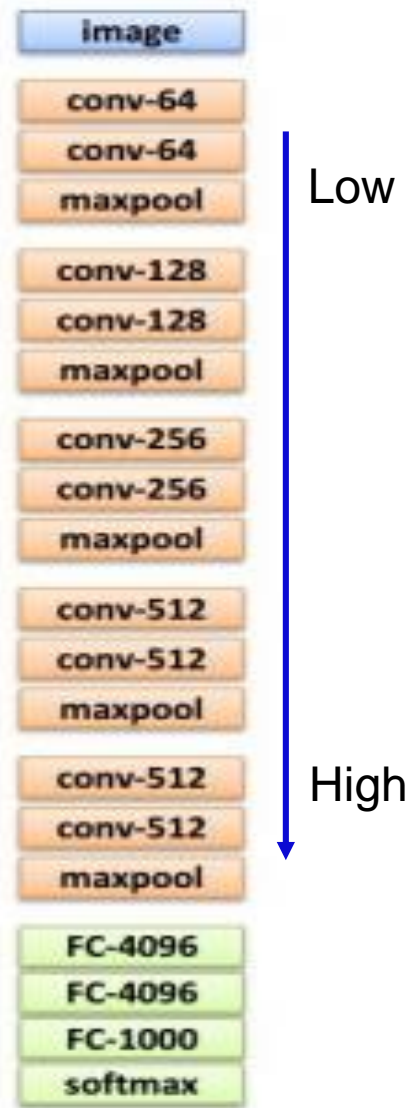 image
conv-64
conv-64
Low
maxpool
conv-128
conv-128
maxpool
conv-256
conv-256
maxpool
conv-512
conv-512
maxpool
conv-512
High
conv-512
maxpool
FC-4096
FC-4096
FC-1000
softmax